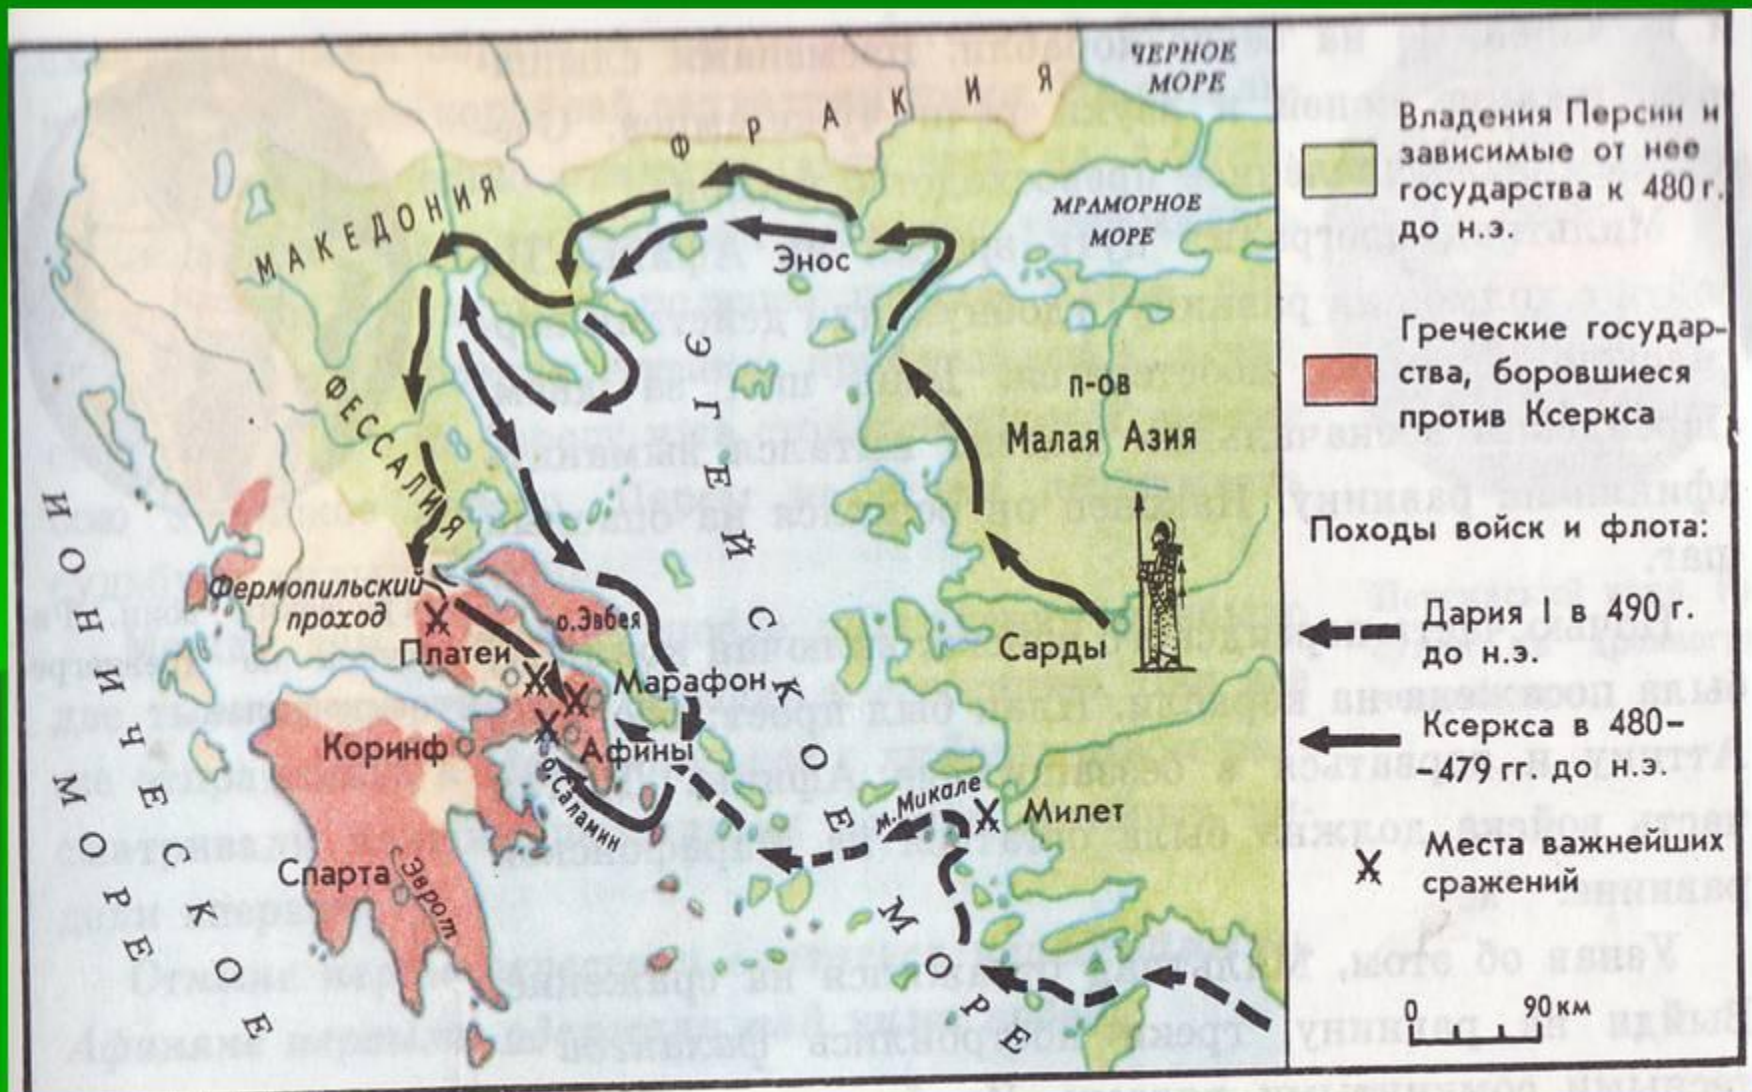 ЧЕРНОЕ
МОРЕ
ФРАКИЯ
МАКЕДОНИЯ
МРАМОРНОЕ
МОРЕ
Энос
ЭГЕЙСКОЕ МОРЕ
п-ов
Малая Азия
ФЕССАЛИЯ
ИОНИЧЕСКОЕ
МОРЕ
Фермопильский
проход
о.Эвбея
Платеи
Сарды
Марафон
Коринф
Афины
о.Саламин
м.Микале
Милет
Спарта
Эврот
Владения Персии и
зависимые от нее
государства к 480 г.
до н.э.
Греческие государ-
ства, боровшиеся
против Ксеркса
Походы войск и флота:
Дария I в 490 г.
до н.э.
Ксеркса в 480–
-479 гг. до н.э.
Места важнейших
сражений
0 90 км